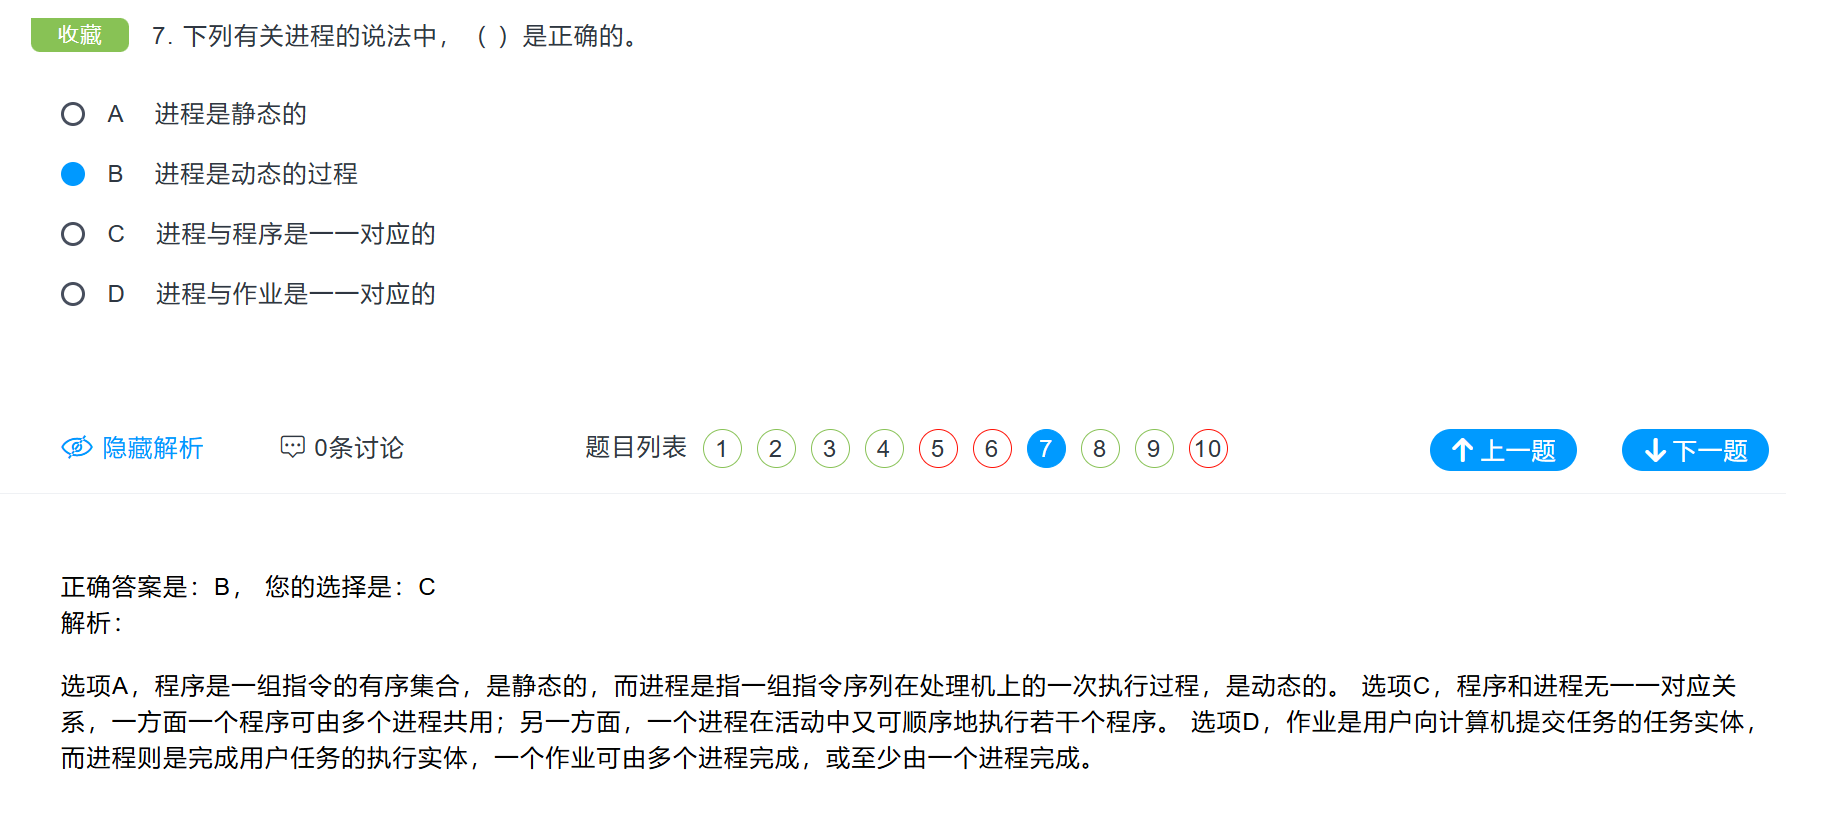 收藏 7. 下列有关进程的说法中，（ ）是正确的。
A 进程是静态的
B 进程是动态的过程
C 进程与程序是一一对应的
D 进程与作业是一一对应的
隐藏解析 0条讨论 题目列表 1 2 3 4 5 6 7 8 9 10 上一题 下一题
正确答案是：B， 您的选择是：C
解析：
选项A，程序是一组指令的有序集合，是静态的，而进程是指一组指令序列在处理机上的一次执行过程，是动态的。 选项C，程序和进程无一一对应关
系，一方面一个程序可由多个进程共用；另一方面，一个进程在活动中又可顺序地执行若干个程序。 选项D，作业是用户向计算机提交任务的任务实体，
而进程则是完成用户任务的执行实体，一个作业可由多个进程完成，或至少由一个进程完成。